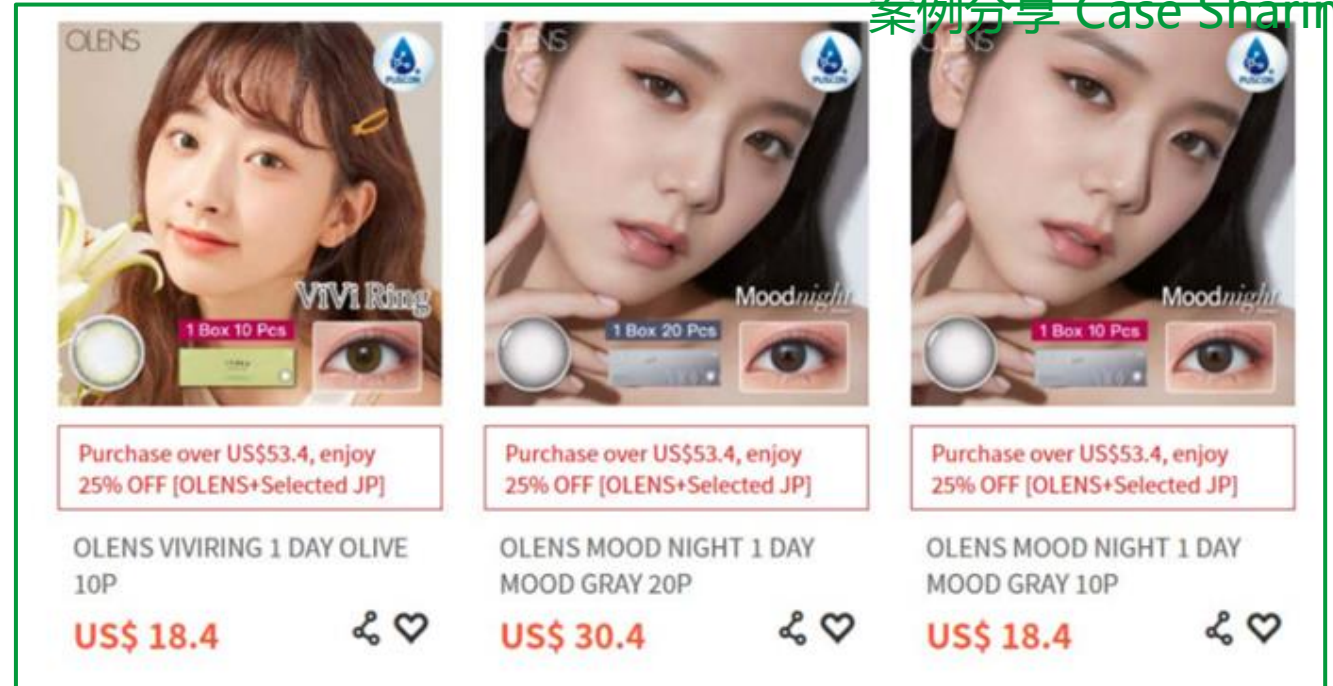 案例分享 Case Sharin
OLENS
PUSCON
ViVi Ring
1 Box 10 Pcs
OLENS
PUSCON
Moodnight
1 Box 20 Pcs
OLENS
PUSCON
Moodnight
1 Box 10 Pcs
Purchase over US$53.4, enjoy
25% OFF [OLENS+Selected JP]
Purchase over US$53.4, enjoy
25% OFF [OLENS+Selected JP]
Purchase over US$53.4, enjoy
25% OFF [OLENS+Selected JP]
OLENS VIVIRING 1 DAY OLIVE
10P
OLENS MOOD NIGHT 1 DAY
MOOD GRAY 20P
OLENS MOOD NIGHT 1 DAY
MOOD GRAY 10P
US$ 18.4
US$ 30.4
US$ 18.4